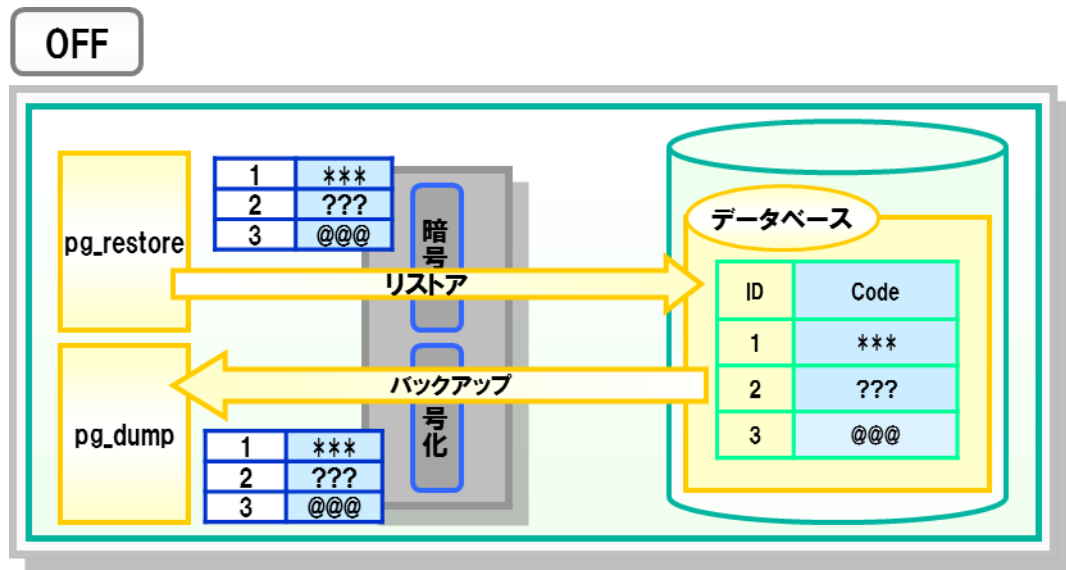 OFF
pg_restore
1 ***
2 ???
3 @@@
暗号
リストア
データベース
ID Code
1 ***
2 ???
3 @@@
バックアップ
号化
pg_dump
1 ***
2 ???
3 @@@